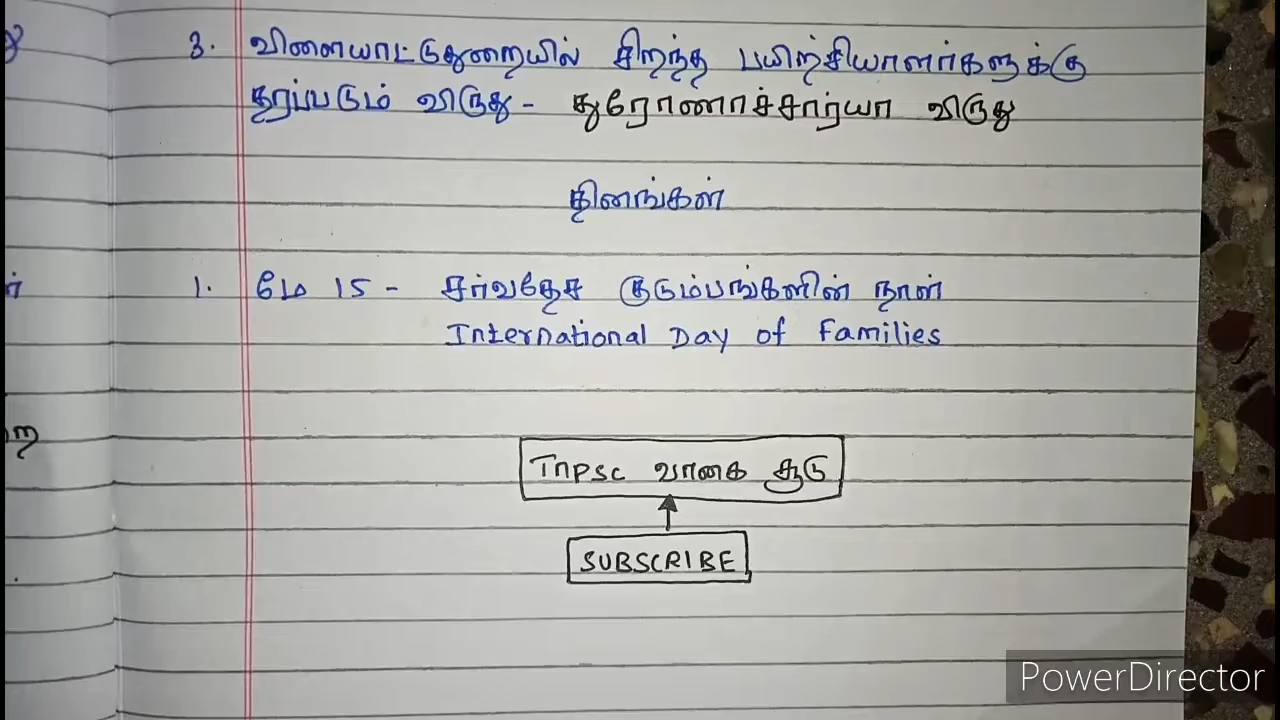 3. விளையாட்டுதுறையில் சிறந்த பயிற்சியாளர்களுக்கு
தரப்படும் விருது - துரோணாச்சார்யா விருது
தினங்கள்
1. மே 15 - சர்வதேச குடும்பங்களின் நாள்
International Day of Families
TNPSC வாகை சூடு
SUBSCRIBE
PowerDirector